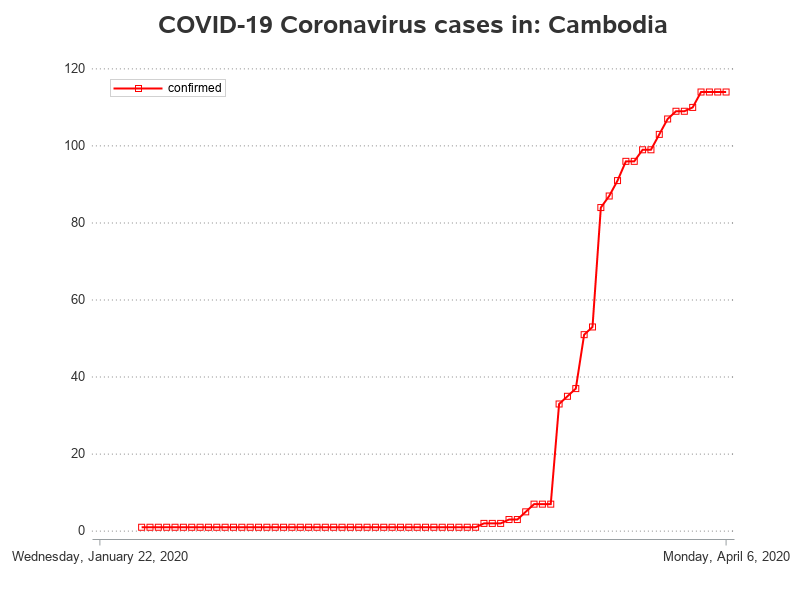 COVID-19 Coronavirus cases in: Cambodia
120
confirmed
100
80
60
40
20
0
Wednesday, January 22, 2020
Monday, April 6, 2020